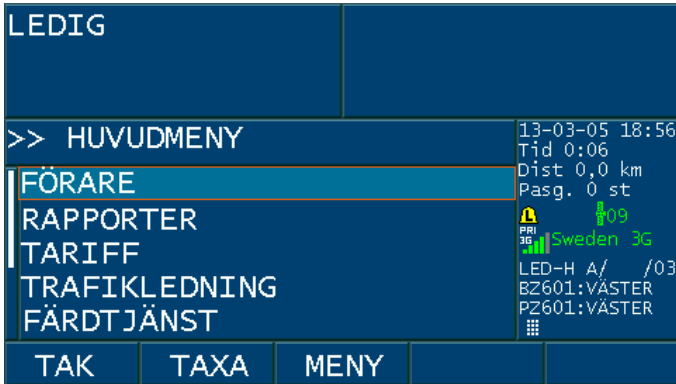 LEDIG
>> HUVUDMENY
FÖRARE
RAPPORTER
TARIFF
TRAFIKLEDNING
FÄRDTJÄNST
13-03-05 18:56
Tid 0:06
Dist 0,0 km
Pasg. 0 st
09
PRI
3G Sweden 3G
LED-H A/ /03
BZ601:VÄSTER
PZ601:VÄSTER
TAK TAXA MENY